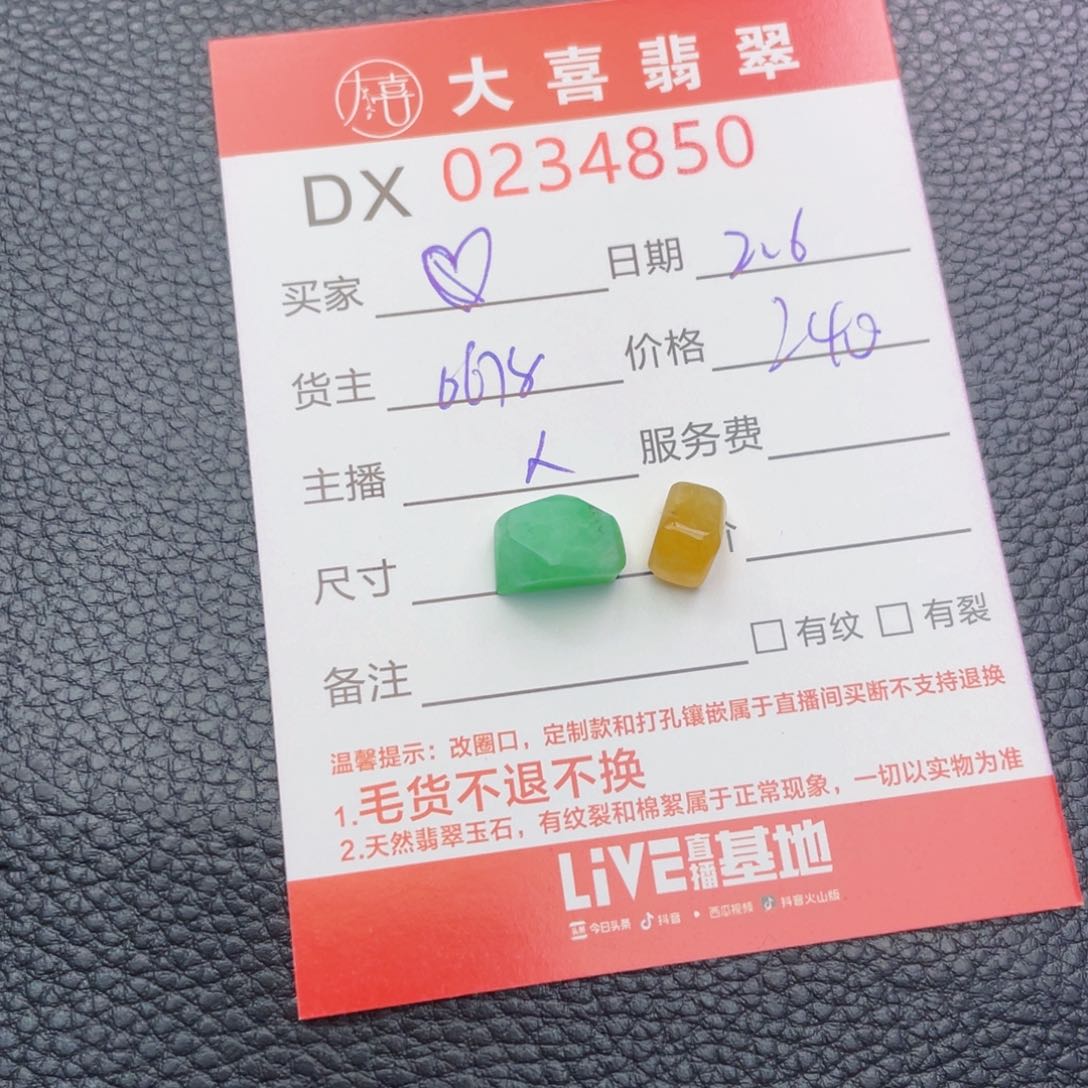 大喜 大喜翡翠
DX 0234850
买家 日期 2.6
货主 6678 价格 240
主播 人 服务费
尺寸 价
备注 有纹 有裂
温馨提示：改圈口，定制款和打孔镶嵌属于直播间买断不支持退换
1.毛货不退不换
2.天然翡翠玉石，有纹裂和棉絮属于正常现象，一切以实物为准
LiVE直播基地
头条 今日头条 抖音 西瓜视频 抖音火山版